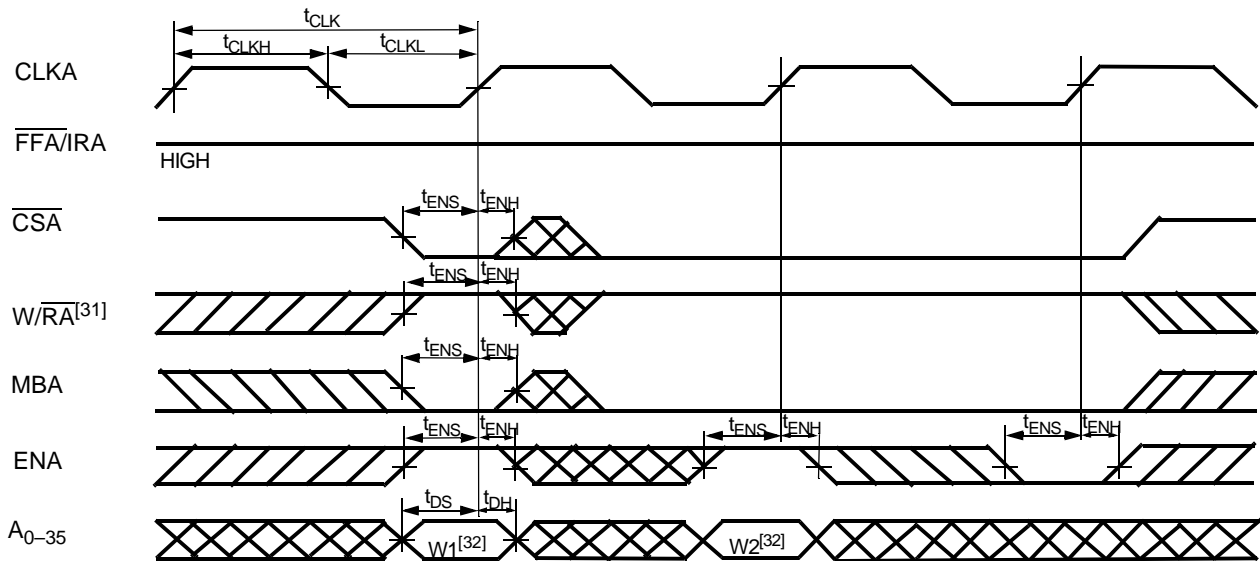 tCLK
tCLKH tCLKL
CLKA
FFA/IRA
HIGH
tENS tENH
CSA
tENS tENH
W/RA[31]
tENS tENH
MBA
tENS tENH tENS tENH tENS tENH
ENA
tDS tDH
A0–35
W1[32] W2[32]